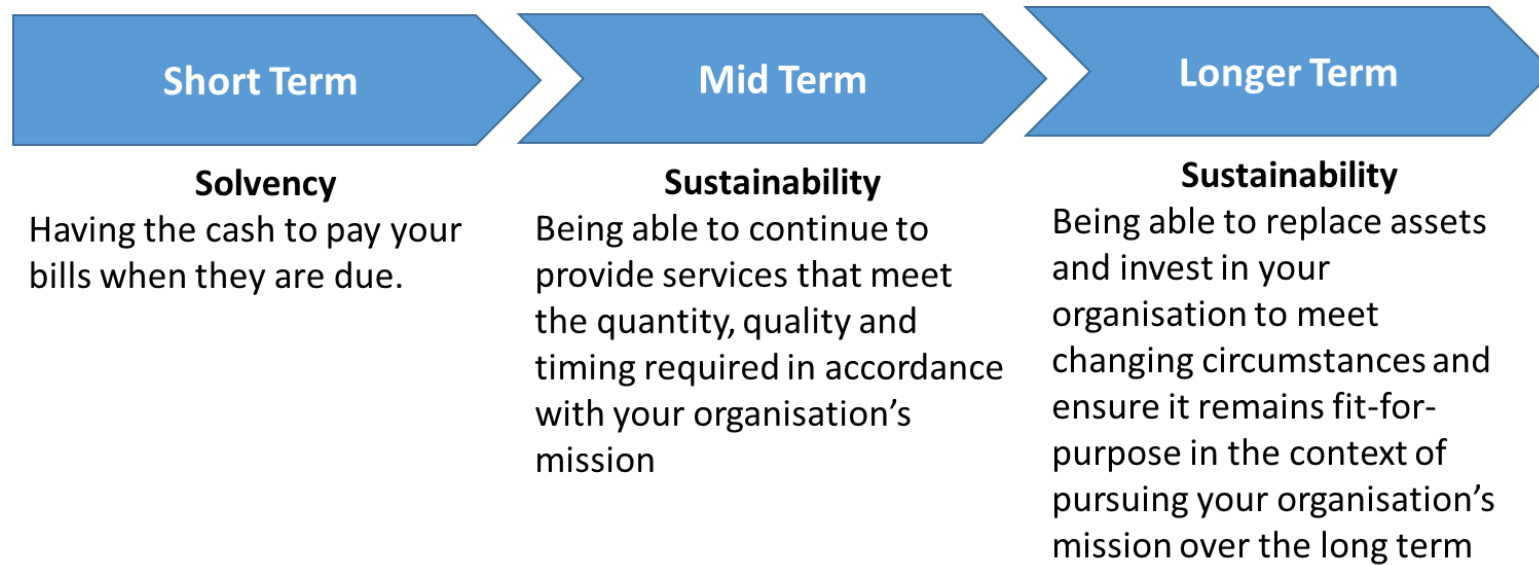 Short Term
Mid Term
Longer Term
Solvency
Having the cash to pay your
bills when they are due.
Sustainability
Being able to continue to
provide services that meet
the quantity, quality and
timing required in accordance
with your organisation’s
mission
Sustainability
Being able to replace assets
and invest in your
organisation to meet
changing circumstances and
ensure it remains fit-for-
purpose in the context of
pursuing your organisation’s
mission over the long term